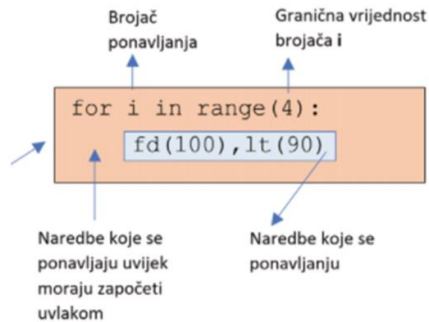 Brojač
ponavljanja
Granična vrijednost
brojača i
for i in range(4):
fd(100),lt(90)
Naredbe koje se
ponavljaju uvijek
moraju započeti
uvlakom
Naredbe koje se
ponavljanju